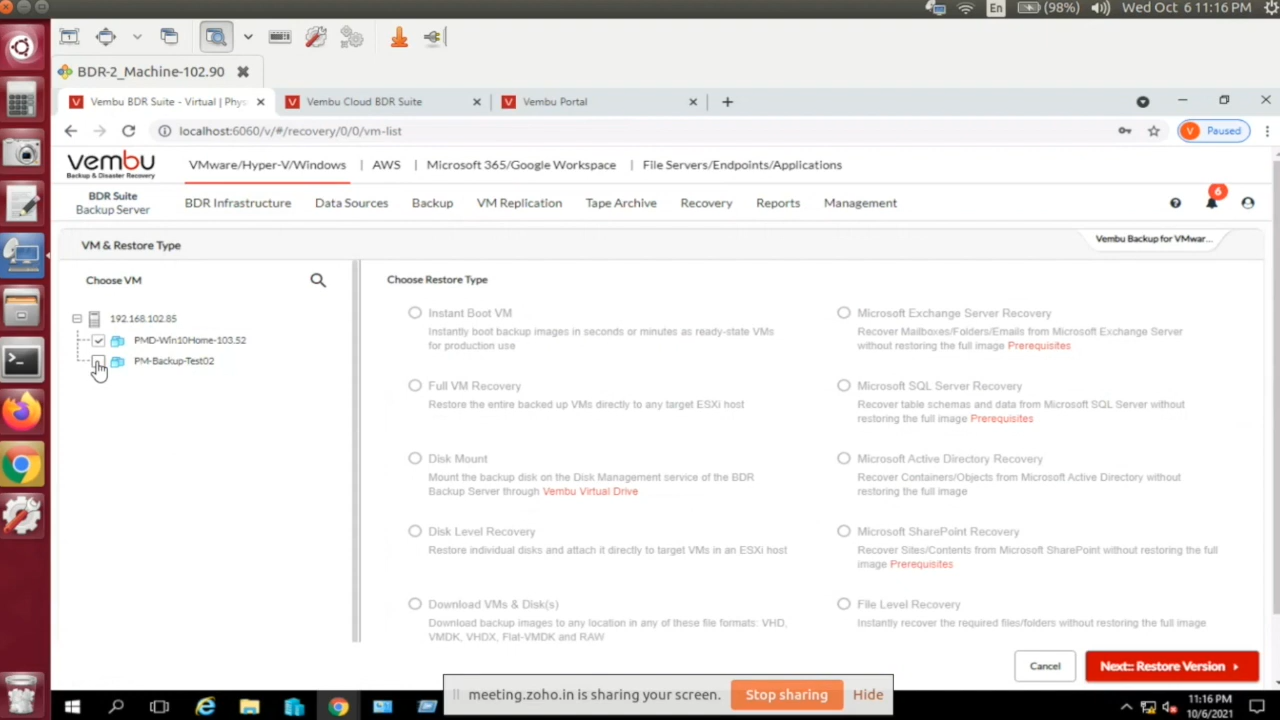 En (98%) Wed Oct 6 11:16 PM
BDR-2_Machine-102.90
Vembu BDR Suite - Virtual | Phys
Vembu Cloud BDR Suite
Vembu Portal
localhost:6060/v/#/recovery/0/0/vm-list
V Paused
vembu
Backup & Disaster Recovery
VMware/Hyper-V/Windows | AWS | Microsoft 365/Google Workspace | File Servers/Endpoints/Applications
BDR Suite
Backup Server
BDR Infrastructure Data Sources Backup VM Replication Tape Archive Recovery Reports Management
6
VM & Restore Type
Vembu Backup for VMwar...
Choose VM
192.168.102.85
PMD-Win10Home-103.52
PM-Backup-Test02
Choose Restore Type
Instant Boot VM
Instantly boot backup images in seconds or minutes as ready-state VMs
for production use
Full VM Recovery
Restore the entire backed up VMs directly to any target ESXi host
Disk Mount
Mount the backup disk on the Disk Management service of the BDR
Backup Server through Vembu Virtual Drive
Disk Level Recovery
Restore individual disks and attach it directly to target VMs in an ESXi host
Download VMs & Disk(s)
Download backup images to any location in any of these file formats: VHD,
VMDK, VHDX, Flat-VMDK and RAW
Microsoft Exchange Server Recovery
Recover Mailboxes/Folders/Emails from Microsoft Exchange Server
without restoring the full image Prerequisites
Microsoft SQL Server Recovery
Recover table schemas and data from Microsoft SQL Server without
restoring the full image Prerequisites
Microsoft Active Directory Recovery
Recover Containers/Objects from Microsoft Active Directory without
restoring the full image
Microsoft SharePoint Recovery
Recover Sites/Contents from Microsoft SharePoint without restoring the full
image Prerequisites
File Level Recovery
Instantly recover the required files/folders without restoring the full image
Cancel
Next:: Restore Version
meeting.zoho.in is sharing your screen. Stop sharing Hide
11:16 PM
10/6/2021